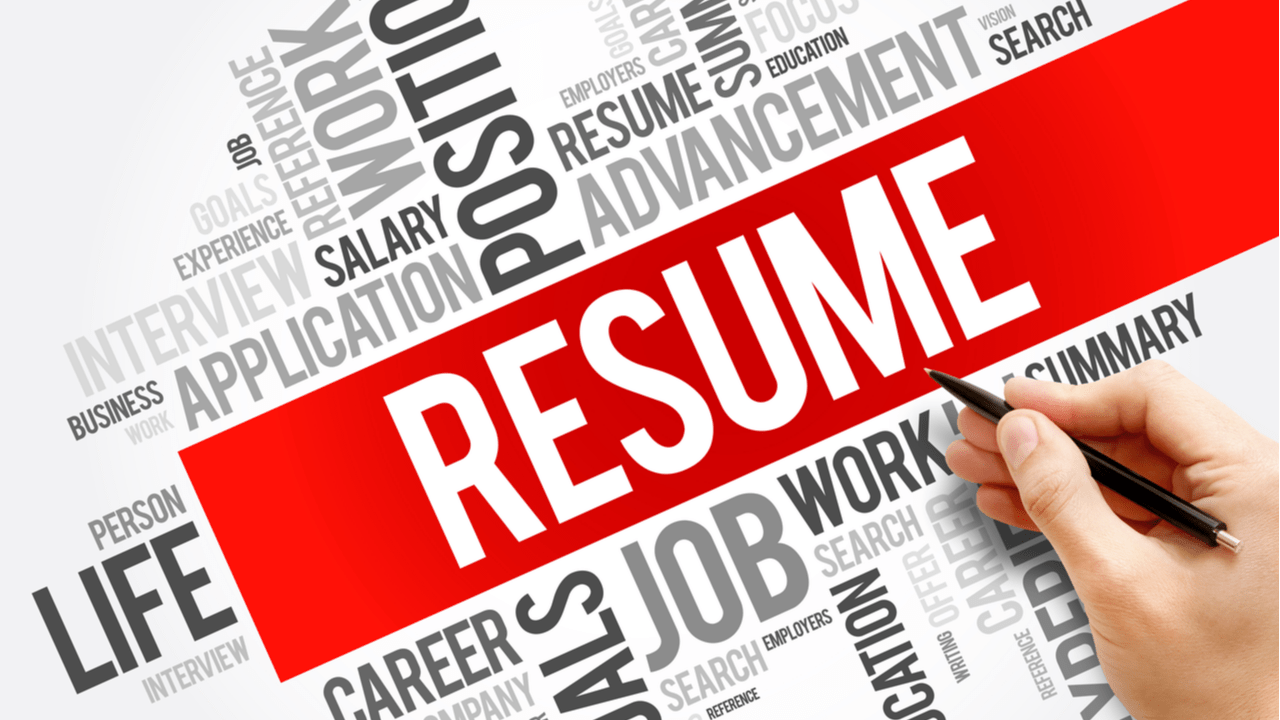 GOALS
CAREER
SUMMARY
FOCUS
VISION
SEARCH
EDUCATION
EMPLOYERS
RESUME
ADVANCEMENT
POSITION
WORK
REFERENCE
JOB
GOALS
EXPERIENCE
SALARY
INTERVIEW
APPLICATION
BUSINESS
WORK
RESUME
SUMMARY
PERSON
LIFE
INTERVIEW
WORK
JOB
SEARCH
CAREER
COMPANY
GOALS
SEARCH
EMPLOYERS
REFERENCE
EDUCATION
OFFER
CAREER
WRITING
REFERENCE